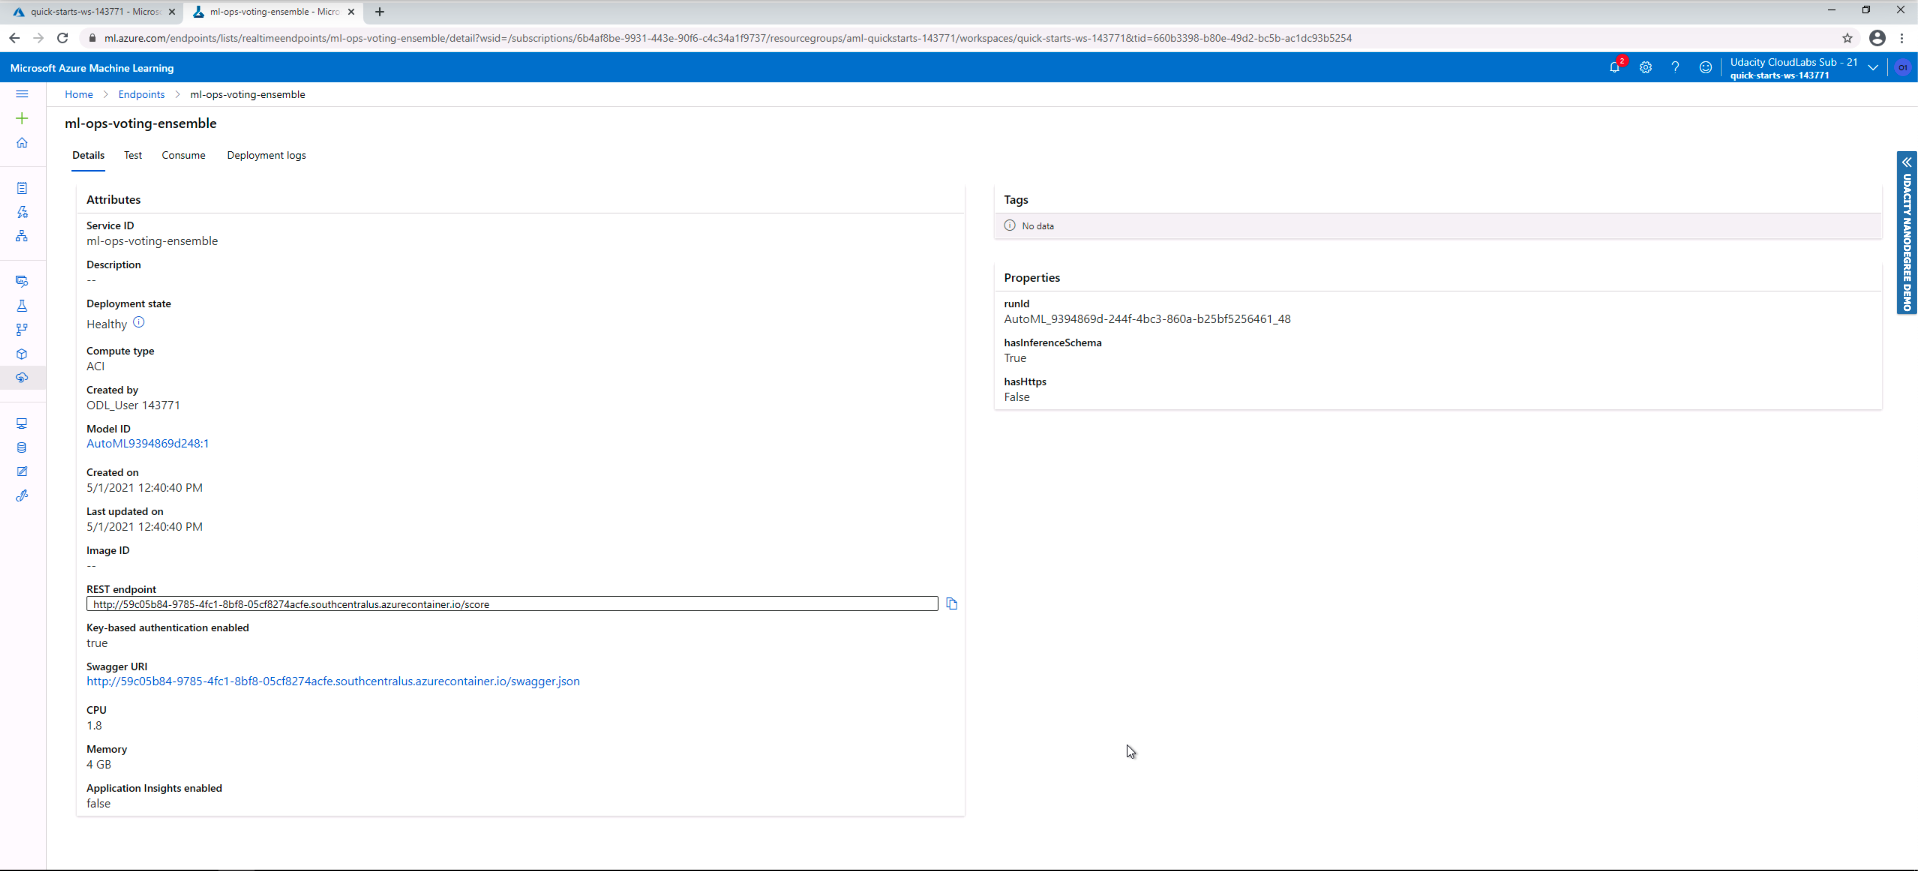 quick-starts-ws-143771 - Micros
ml-ops-voting-ensemble - Micro
ml.azure.com/endpoints/lists/realtimeendpoints/ml-ops-voting-ensemble/detail?wsid=/subscriptions/6b4af8be-9931-443e-90f6-c4c34a1f9737/resourcegroups/aml-quickstarts-143771/workspaces/quick-starts-ws-143771&tid=660b3398-b80e-49d2-bc5b-ac1dc93b5254
Microsoft Azure Machine Learning
2
?
Udacity CloudLabs Sub - 21
quick-starts-ws-143771
Home > Endpoints > ml-ops-voting-ensemble
ml-ops-voting-ensemble
Details Test Consume Deployment logs
Attributes
Service ID
ml-ops-voting-ensemble
Description
--
Deployment state
Healthy
Compute type
ACI
Created by
ODL_User 143771
Model ID
AutoML9394869d248:1
Created on
5/1/2021 12:40:40 PM
Last updated on
5/1/2021 12:40:40 PM
Image ID
--
REST endpoint
http://59c05b84-9785-4fc1-8bf8-05cf8274acfe.southcentralus.azurecontainer.io/score
Key-based authentication enabled
true
Swagger URI
http://59c05b84-9785-4fc1-8bf8-05cf8274acfe.southcentralus.azurecontainer.io/swagger.json
CPU
1.8
Memory
4 GB
Application Insights enabled
false
Tags
No data
Properties
runId
AutoML_9394869d-244f-4bc3-860a-b25bf5256461_48
hasInferenceSchema
True
hasHttps
False
UDACITY NANODEGREE DEMO